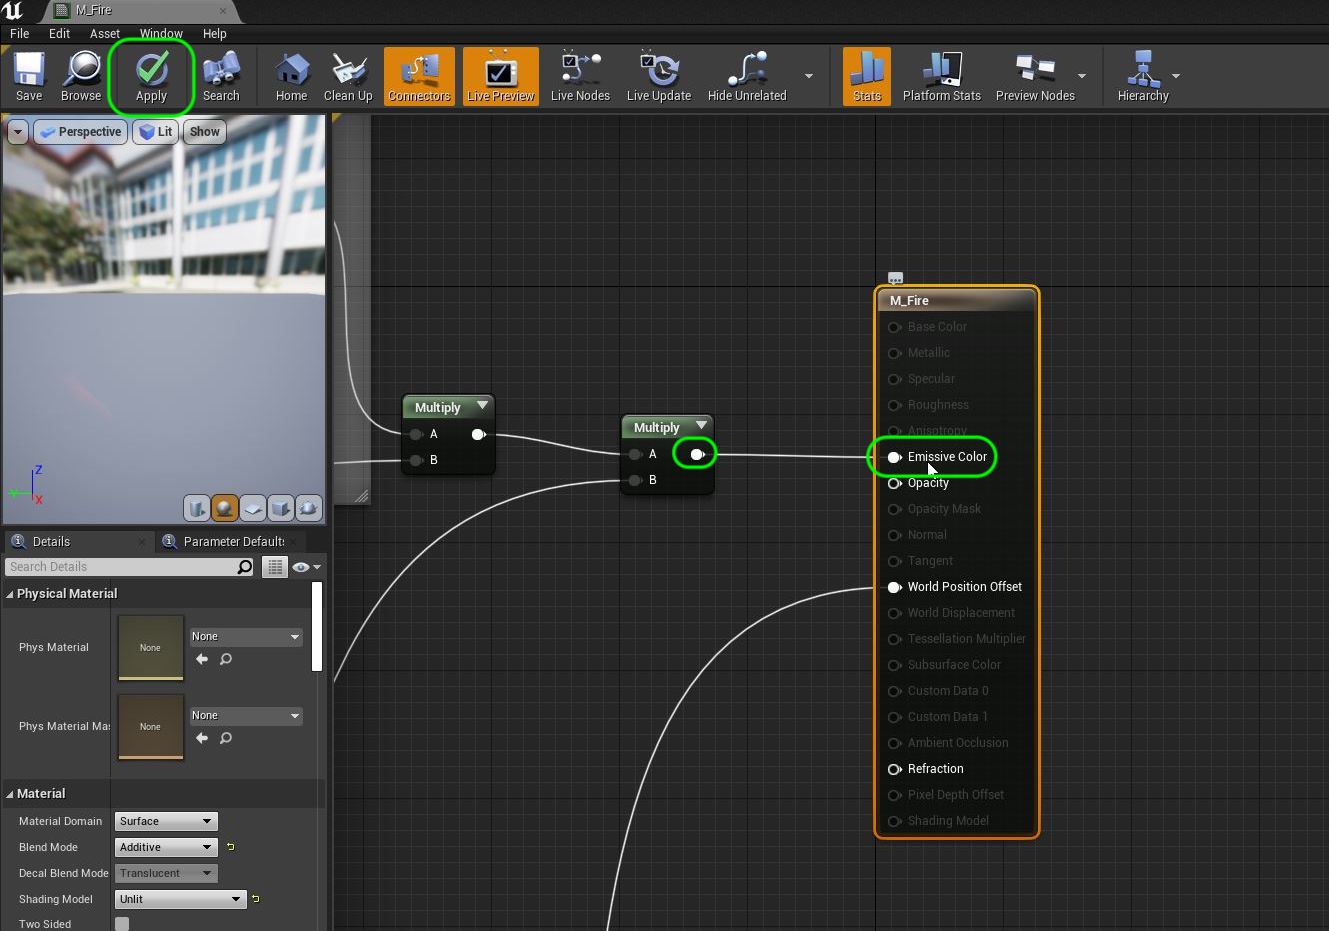 M_Fire
File Edit Asset Window Help
Save Browse Apply Search Home Clean Up Connectors Live Preview Live Nodes Live Update Hide Unrelated Stats Platform Stats Preview Nodes Hierarchy
Perspective Lit Show
Z
Y
X
Multiply
A
B
Multiply
A
B
M_Fire
Base Color
Metallic
Specular
Roughness
Anisotropy
Emissive Color
Opacity
Opacity Mask
Normal
Tangent
World Position Offset
World Displacement
Tessellation Multiplier
Subsurface Color
Custom Data 0
Custom Data 1
Ambient Occlusion
Refraction
Pixel Depth Offset
Shading Model
Details Parameter Default
Search Details
Physical Material
Phys Material None None
Phys Material Ma None None
Material
Material Domain Surface
Blend Mode Additive
Decal Blend Mode Translucent
Shading Model Unlit
Two Sided